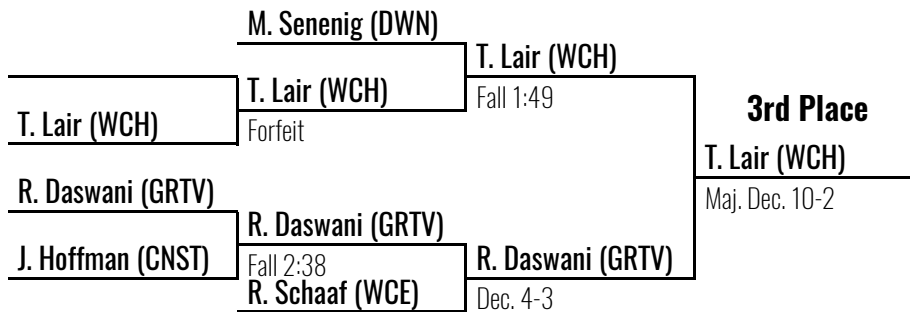 M. Senenig (DWN)
T. Lair (WCH)
T. Lair (WCH)
Fall 1:49
3rd Place
T. Lair (WCH)
Forfeit
T. Lair (WCH)
R. Daswani (GRTV)
Maj. Dec. 10-2
R. Daswani (GRTV)
J. Hoffman (CNST)
Fall 2:38
R. Daswani (GRTV)
R. Schaaf (WCE)
Dec. 4-3